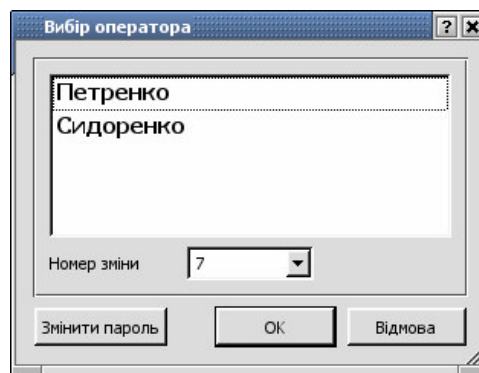 Вибір оператора
Петренко
Сидоренко
Номер зміни 7
Змінити пароль OK Відмова